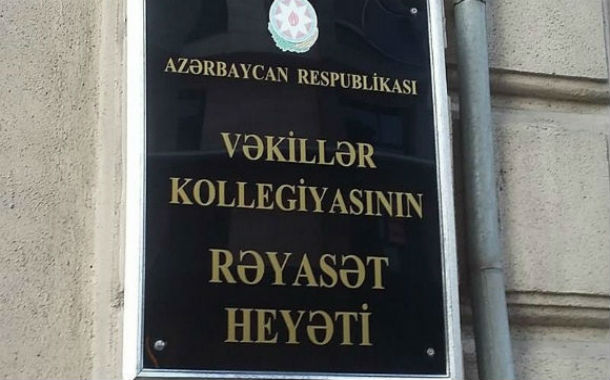 AZƏRBAYCAN RESPUBLİKASI
VƏKİLLƏR
KOLLEGİYASININ
RƏYASƏT
HEYƏTİ